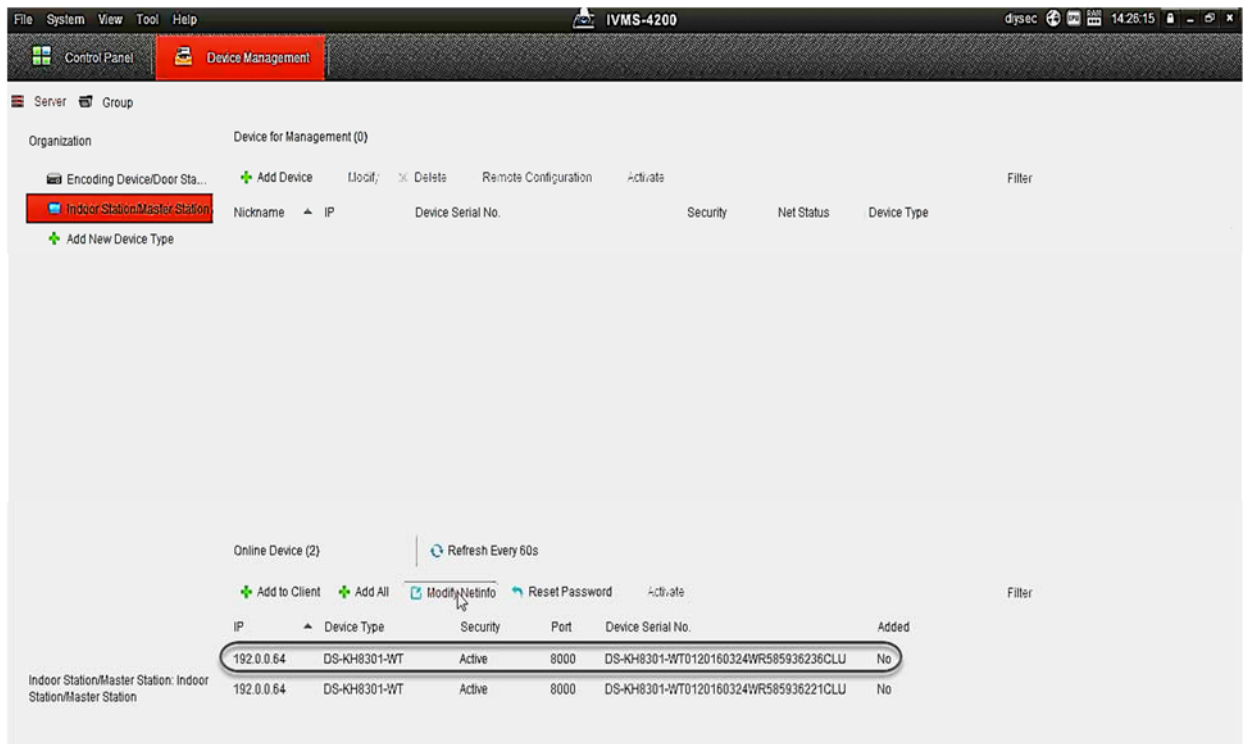 File System View Tool Help IVMS-4200 diysec 14:26:15
Control Panel Device Management
Server Group
Organization Device for Management (0)
Encoding Device/Door Sta... Add Device Modify Delete Remote Configuration Activate Filter
Indoor Station/Master Station Nickname IP Device Serial No. Security Net Status Device Type
Add New Device Type
Online Device (2) Refresh Every 60s
Add to Client Add All Modify Netinfo Reset Password Activate Filter
IP Device Type Security Port Device Serial No. Added
192.0.0.64 DS-KH8301-WT Active 8000 DS-KH8301-WT0120160324WR585936236CLU No
192.0.0.64 DS-KH8301-WT Active 8000 DS-KH8301-WT0120160324WR585936221CLU No
Indoor Station/Master Station: Indoor
Station/Master Station